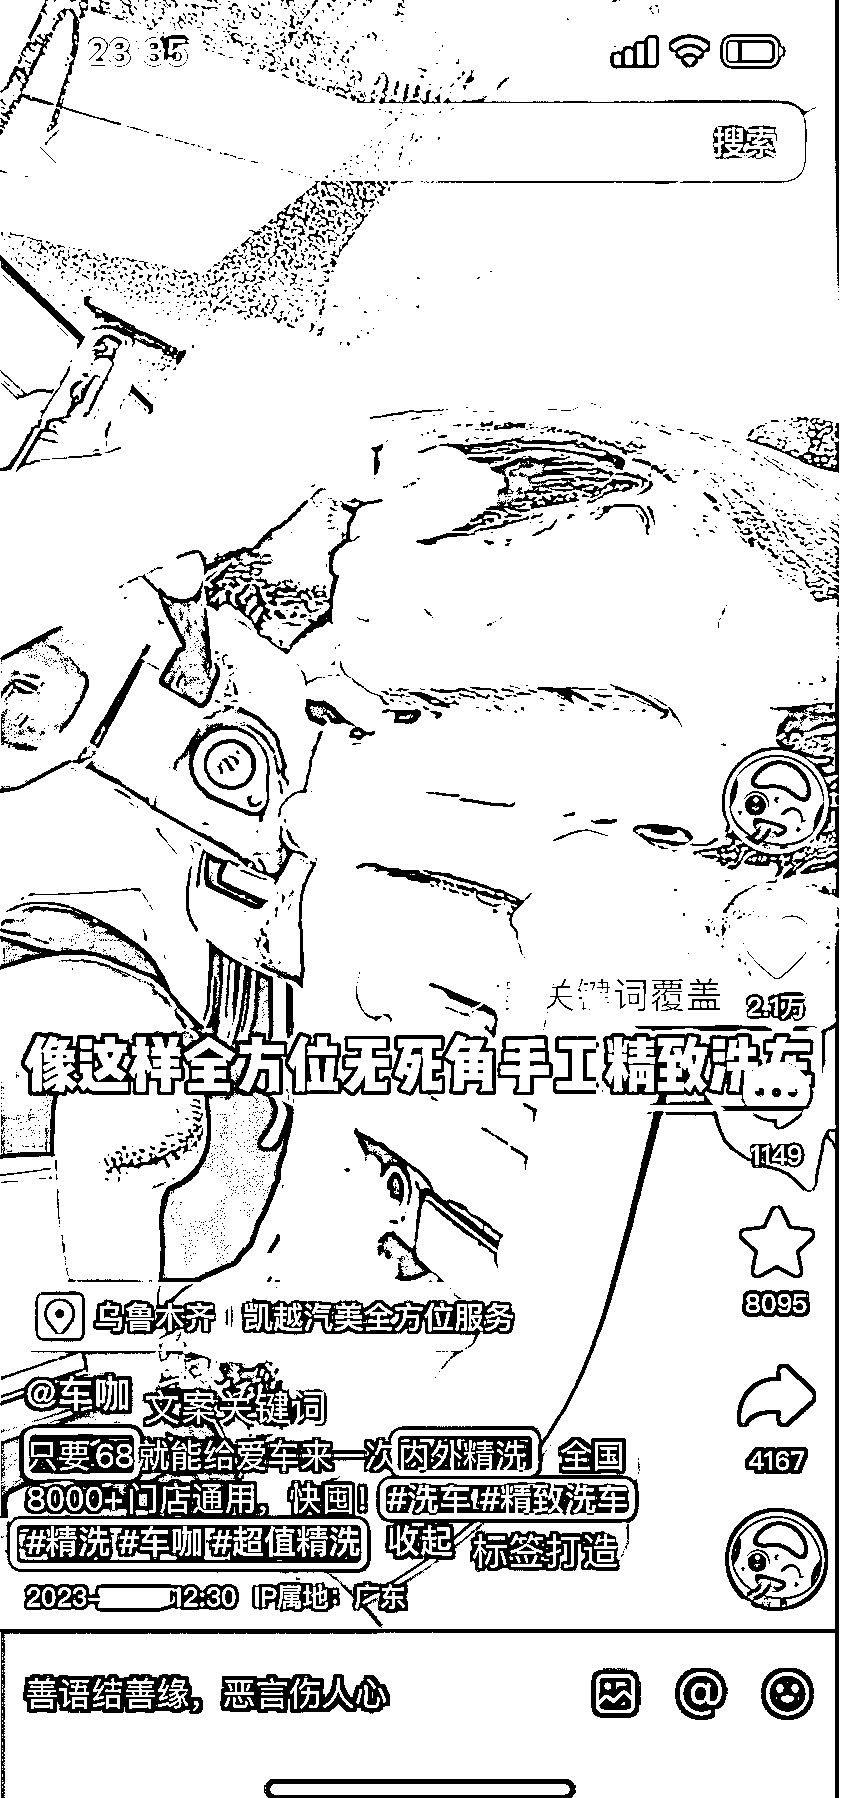 23 35
搜索
关键词覆盖
2.1万
像这样全方位无死角手工精致洗车
1149
8095
乌鲁木齐 凯越汽美全方位服务
@车咖 文案关键词
只要68就能给爱车来一次内外精洗 全国
4167
8000+门店通用，快囤！#洗车 #精致洗车
#精洗 #车咖 #超值精洗 收起 标签打造
2023- 12:30 IP属地：广东
善语结善缘，恶言伤人心